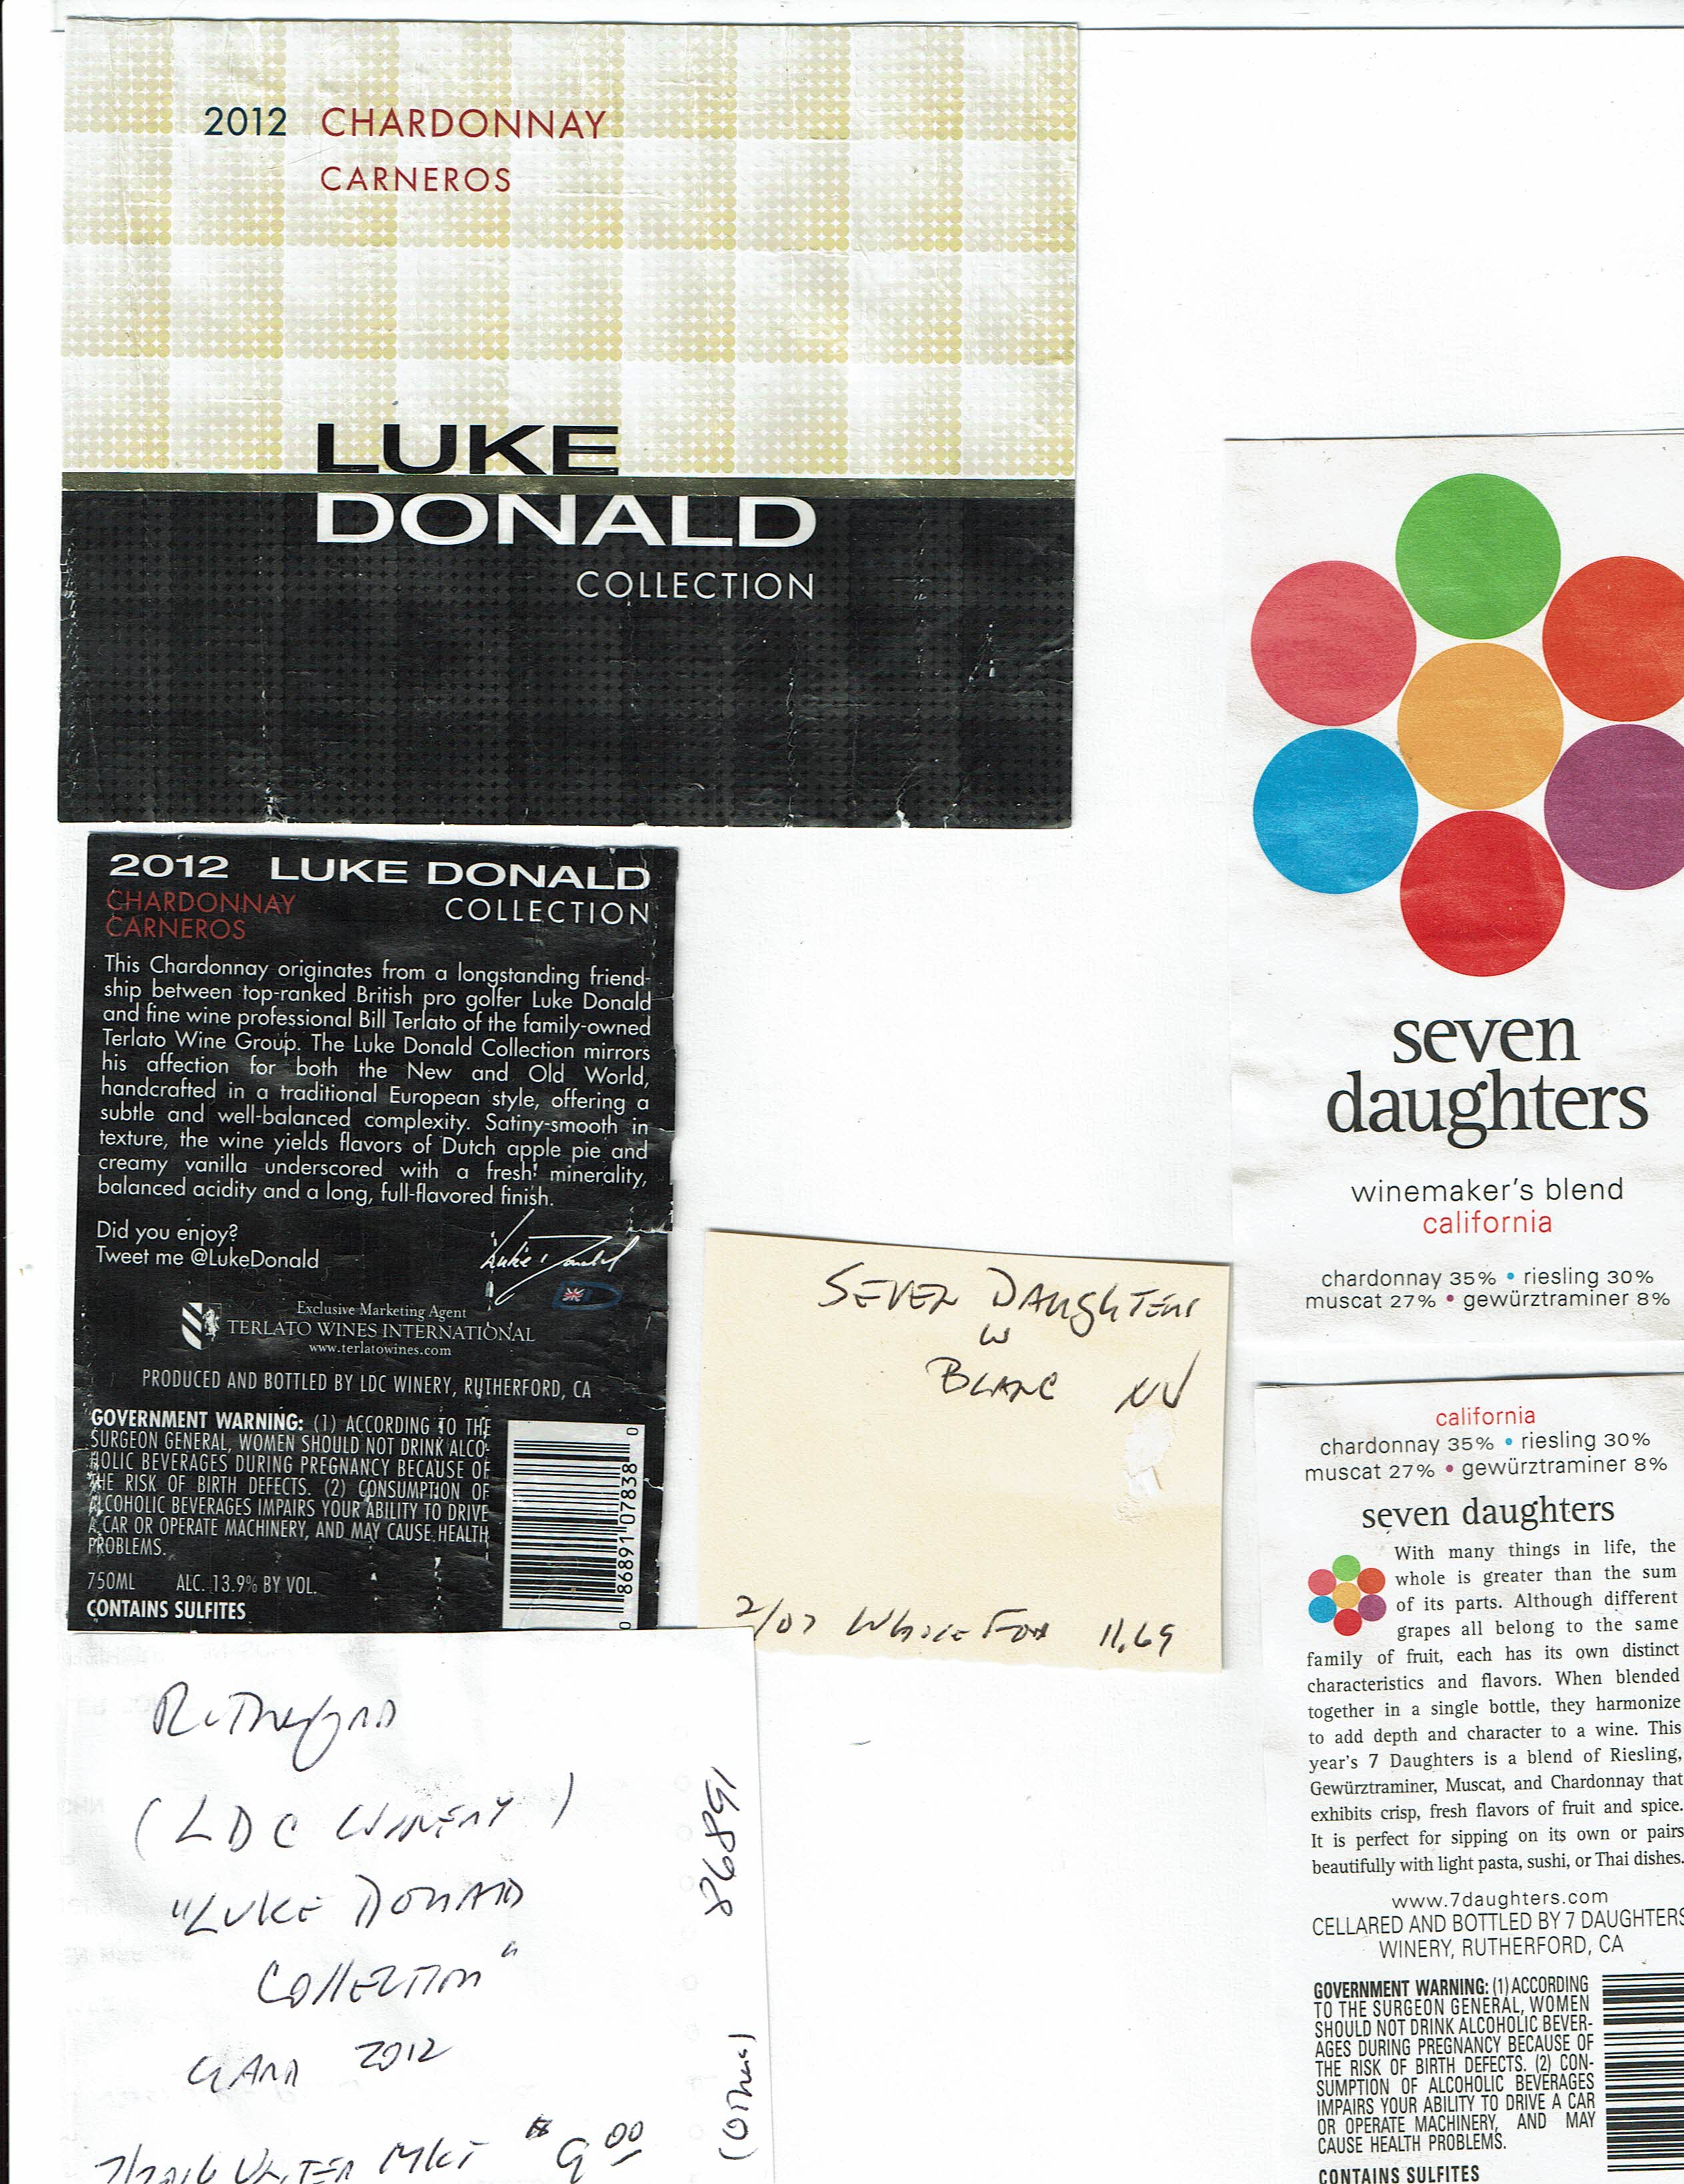 2012 CHARDONNAY
CARNEROS
LUKE
DONALD
COLLECTION
2012 LUKE DONALD
CHARDONNAY COLLECTION
CARNEROS
This Chardonnay originates from a longstanding friend-
ship between top-ranked British pro golfer Luke Donald
and fine wine professional Bill Terlato of the family-owned
Terlato Wine Group. The Luke Donald Collection mirrors
his affection for both the New and Old World,
handcrafted in a traditional European style, offering a
subtle and well-balanced complexity. Satiny-smooth in
texture, the wine yields flavors of Dutch apple pie and
creamy vanilla underscored with a fresh minerality,
balanced acidity and a long, full-flavored finish.
Did you enjoy?
Tweet me @LukeDonald
Luke Donald
Exclusive Marketing Agent
TERLATO WINES INTERNATIONAL
www.terlatowines.com
PRODUCED AND BOTTLED BY LDC WINERY, RUTHERFORD, CA
GOVERNMENT WARNING: (1) ACCORDING TO THE
SURGEON GENERAL, WOMEN SHOULD NOT DRINK ALCO-
HOLIC BEVERAGES DURING PREGNANCY BECAUSE OF
THE RISK OF BIRTH DEFECTS. (2) CONSUMPTION OF
ALCOHOLIC BEVERAGES IMPAIRS YOUR ABILITY TO DRIVE
A CAR OR OPERATE MACHINERY, AND MAY CAUSE HEALTH
PROBLEMS.
750ML ALC. 13.9% BY VOL.
CONTAINS SULFITES
0 86891 07838 0
RUTHERFORD
(LDC WINERY)
"LUKE DONALD
COLLECTION"
CHARD 2012
7/2016 MKT $9.00
86891
(OTHER)
SEVEN DAUGHTERS
W
BLANC NV
2/07 WHOLE FOODS 11.69
seven
daughters
winemaker's blend
california
chardonnay 35% • riesling 30%
muscat 27% • gewürztraminer 8%
california
chardonnay 35% • riesling 30%
muscat 27% • gewürztraminer 8%
seven daughters
With many things in life, the
whole is greater than the sum
of its parts. Although different
grapes all belong to the same
family of fruit, each has its own distinct
characteristics and flavors. When blended
together in a single bottle, they harmonize
to add depth and character to a wine. This
year's 7 Daughters is a blend of Riesling,
Gewürztraminer, Muscat, and Chardonnay that
exhibits crisp, fresh flavors of fruit and spice.
It is perfect for sipping on its own or pairs
beautifully with light pasta, sushi, or Thai dishes.
www.7daughters.com
CELLARED AND BOTTLED BY 7 DAUGHTERS
WINERY, RUTHERFORD, CA
GOVERNMENT WARNING: (1) ACCORDING
TO THE SURGEON GENERAL, WOMEN
SHOULD NOT DRINK ALCOHOLIC BEVER-
AGES DURING PREGNANCY BECAUSE OF
THE RISK OF BIRTH DEFECTS. (2) CON-
SUMPTION OF ALCOHOLIC BEVERAGES
IMPAIRS YOUR ABILITY TO DRIVE A CAR
OR OPERATE MACHINERY, AND MAY
CAUSE HEALTH PROBLEMS.
CONTAINS SULFITES